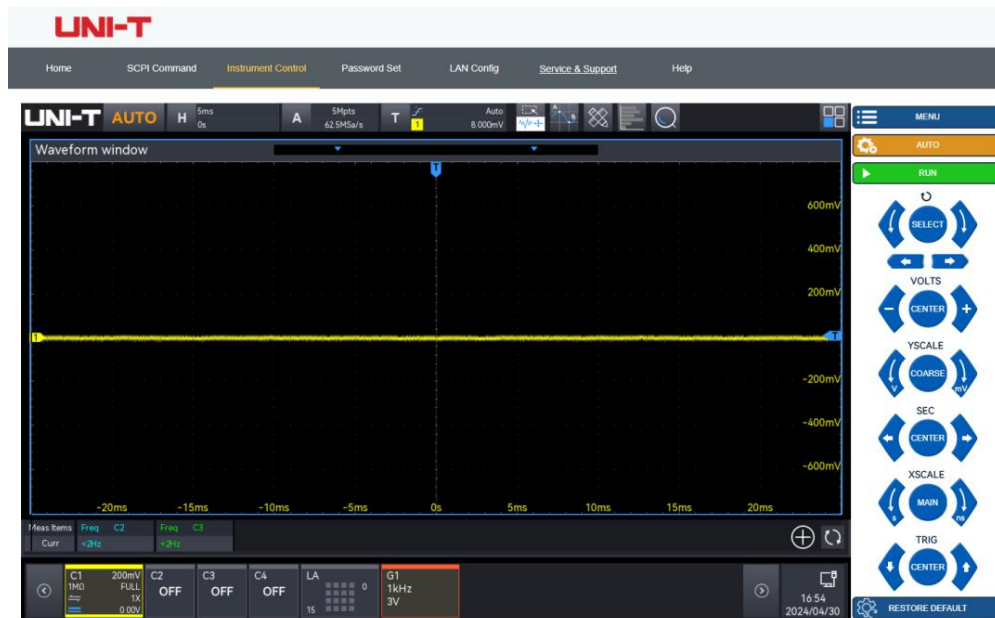 UNI-T
Home SCPI Command Instrument Control Password Set LAN Config Service & Support Help
UNI-T AUTO H 5ms 0s A 5Mpts 62.5MSa/s T 1 Auto 8.000mV
MENU
Waveform window
AUTO
T
RUN
600mV
SELECT
400mV
VOLTS
200mV
CENTER
1
T
YSCALE
-200mV
COARSE
V mV
-400mV
SEC
CENTER
-600mV
XSCALE
MAIN
s ns
-20ms -15ms -10ms -5ms 0s 5ms 10ms 15ms 20ms
Meas Items Freq C2 Freq C3
Curr <2Hz <2Hz
TRIG
CENTER
C1 200mV
1MΩ FULL
1X
0.00V
C2
OFF
C3
OFF
C4
OFF
LA
0
15
G1
1kHz
3V
16:54
2024/04/30
RESTORE DEFAULT